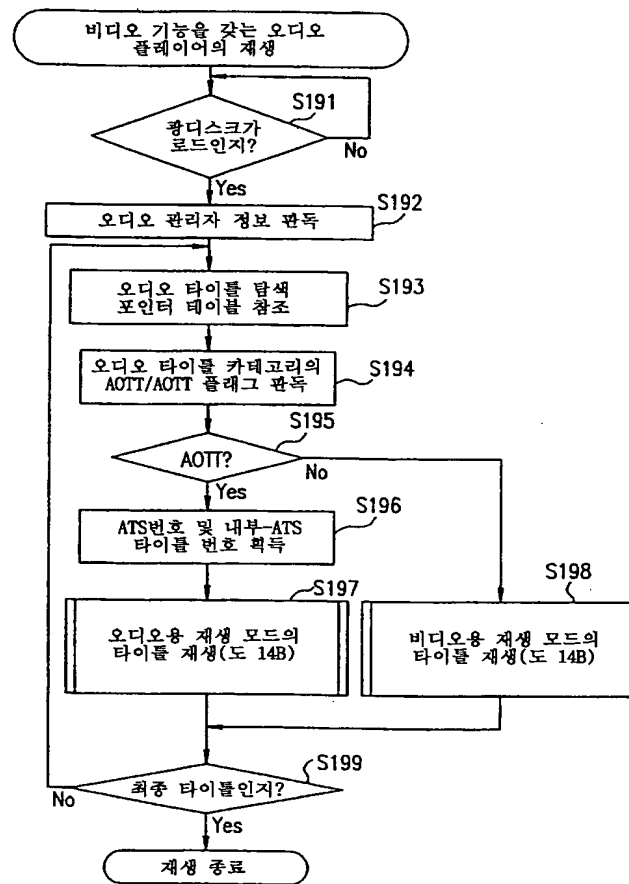 비디오 기능을 갖는 오디오
플레이어의 재생
S191
광디스크가
로드인지?
No
Yes
S192
오디오 관리자 정보 판독
S193
오디오 타이틀 탐색
포인터 테이블 참조
S194
오디오 타이틀 카테고리의
AOTT/AOTT 플래그 판독
S195
AOTT?
No
Yes
S196
ATS번호 및 내부-ATS
타이틀 번호 획득
S197
S198
오디오용 재생 모드의
타이틀 재생(도 14B)
비디오용 재생 모드의
타이틀 재생(도 14B)
S199
최종 타이틀인지?
No
Yes
재생 종료